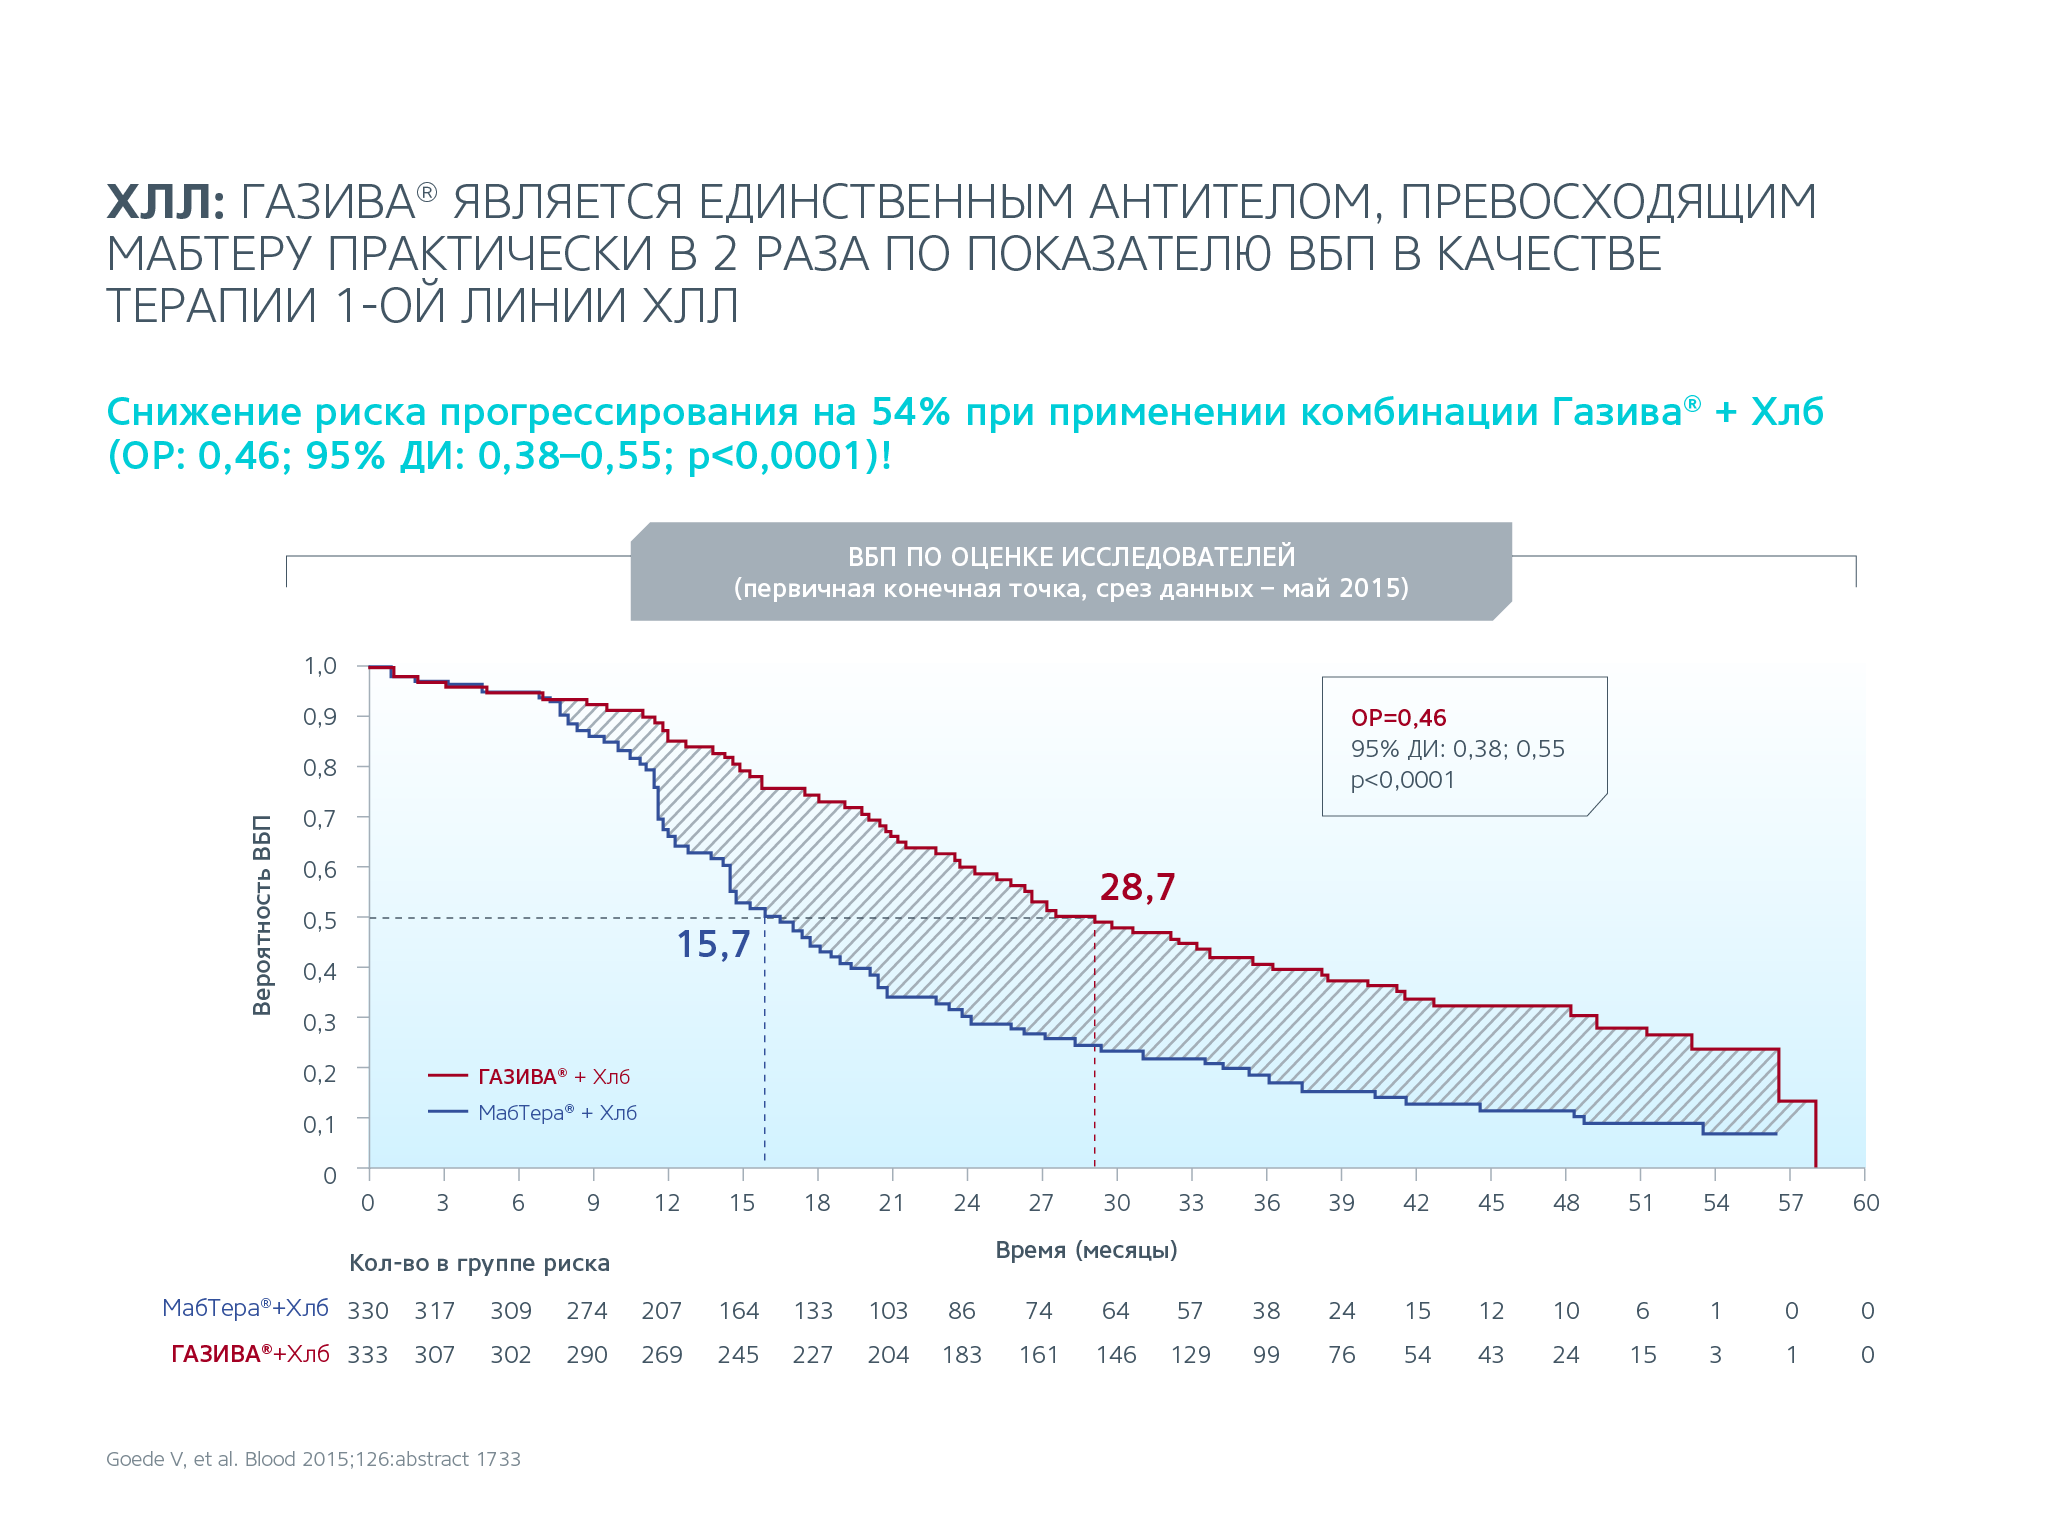 ХЛЛ: ГАЗИВА® ЯВЛЯЕТСЯ ЕДИНСТВЕННЫМ АНТИТЕЛОМ, ПРЕВОСХОДЯЩИМ
МАБТЕРУ ПРАКТИЧЕСКИ В 2 РАЗА ПО ПОКАЗАТЕЛЮ ВБП В КАЧЕСТВЕ
ТЕРАПИИ 1-ОЙ ЛИНИИ ХЛЛ
Снижение риска прогрессирования на 54% при применении комбинации Газива® + Хлб
(ОР: 0,46; 95% ДИ: 0,38–0,55; p<0,0001)!
ВБП ПО ОЦЕНКЕ ИССЛЕДОВАТЕЛЕЙ
(первичная конечная точка, срез данных – май 2015)
Вероятность ВБП
1,0
0,9
0,8
0,7
0,6
0,5
0,4
0,3
0,2
0,1
0
ОР=0,46
95% ДИ: 0,38; 0,55
p<0,0001
28,7
15,7
ГАЗИВА® + Хлб
МабТера® + Хлб
0 3 6 9 12 15 18 21 24 27 30 33 36 39 42 45 48 51 54 57 60
Время (месяцы)
Кол-во в группе риска
МабТера®+Хлб 330 317 309 274 207 164 133 103 86 74 64 57 38 24 15 12 10 6 1 0 0
ГАЗИВА®+Хлб 333 307 302 290 269 245 227 204 183 161 146 129 99 76 54 43 24 15 3 1 0
Goede V, et al. Blood 2015;126:abstract 1733